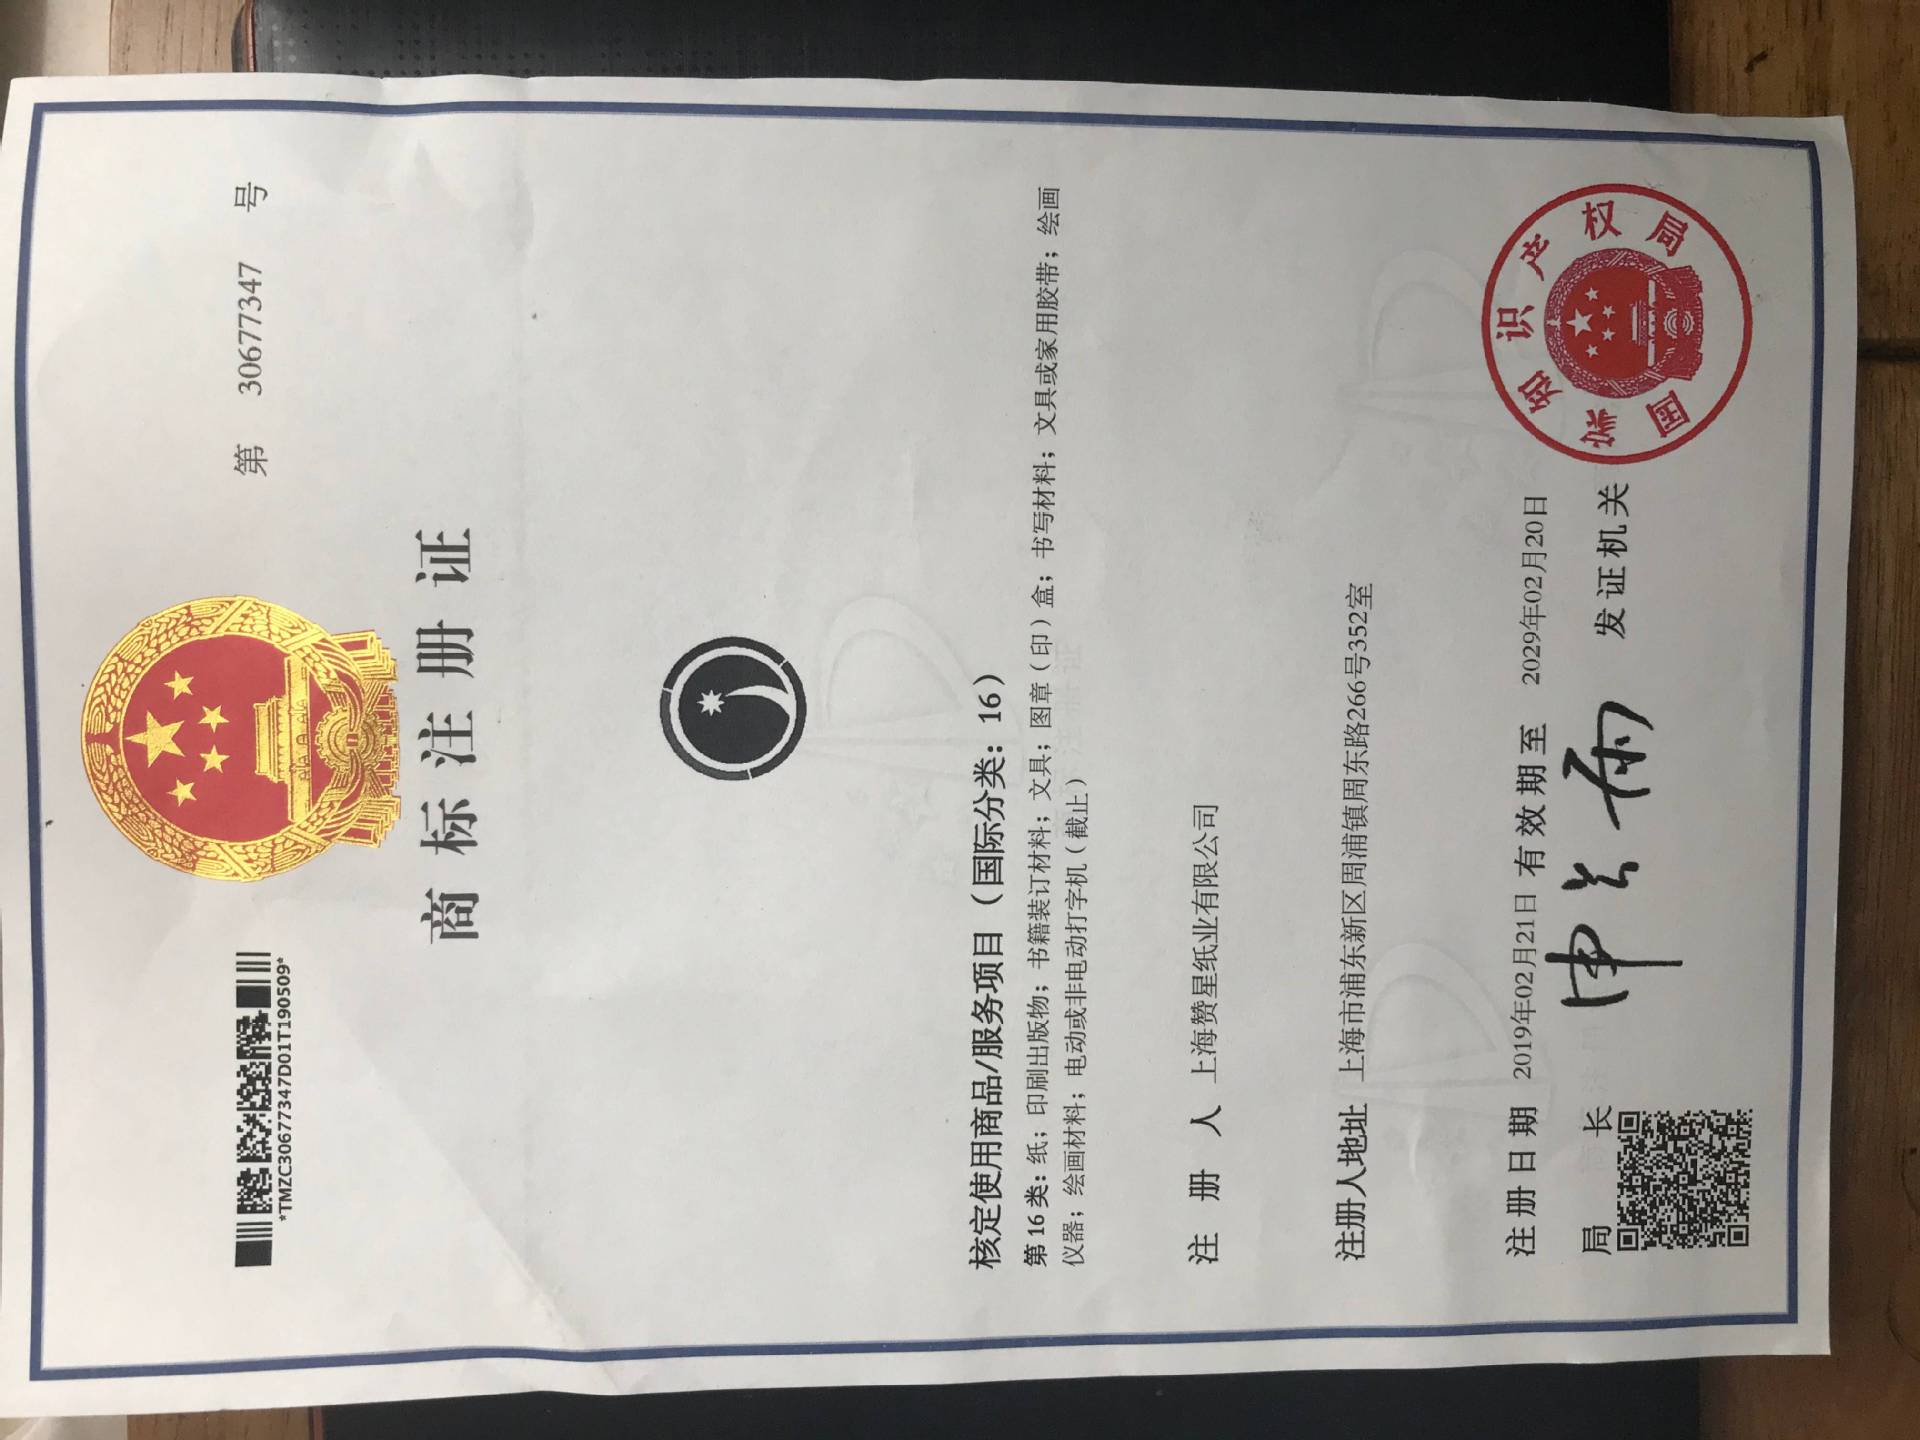 *TMZC30677347D01T190509*
第 30677347 号
商标注册证
核定使用商品/服务项目（国际分类：16）
第16类：纸；印刷出版物；书籍装订材料；文具；图章（印）盒；书写材料；文具或家用胶带；绘画
仪器；绘画材料；电动或非电动打字机（截止）
注册人 上海赞星纸业有限公司
注册人地址 上海市浦东新区周浦镇周东路266号352室
注册日期 2019年02月21日 有效期至 2029年02月20日
局长 申长雨 发证机关
国家知识产权局